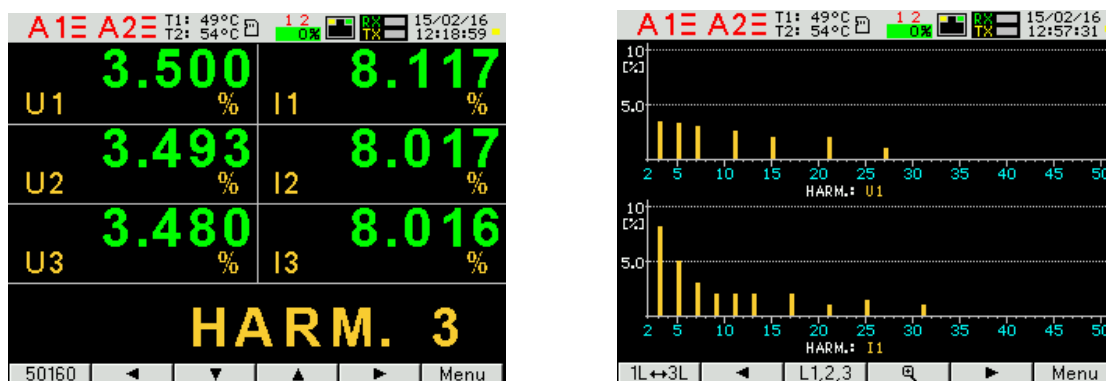 A1Ξ A2Ξ T1: 49°C T2: 54°C 1 2 0% RX TX 15/02/16 12:18:59
3.500 8.117
U1 % I1 %
3.493 8.017
U2 % I2 %
3.480 8.016
U3 % I3 %
HARM. 3
50160 ◄ ▼ ▲ ► Menu
A1Ξ A2Ξ T1: 49°C T2: 54°C 1 2 0% RX TX 15/02/16 12:57:31
10
[%]
5.0
2 5 10 15 20 25 30 35 40 45 50
HARM.: U1
10
[%]
5.0
2 5 10 15 20 25 30 35 40 45 50
HARM.: I1
1L↔3L ◄ L1,2,3 ► Menu